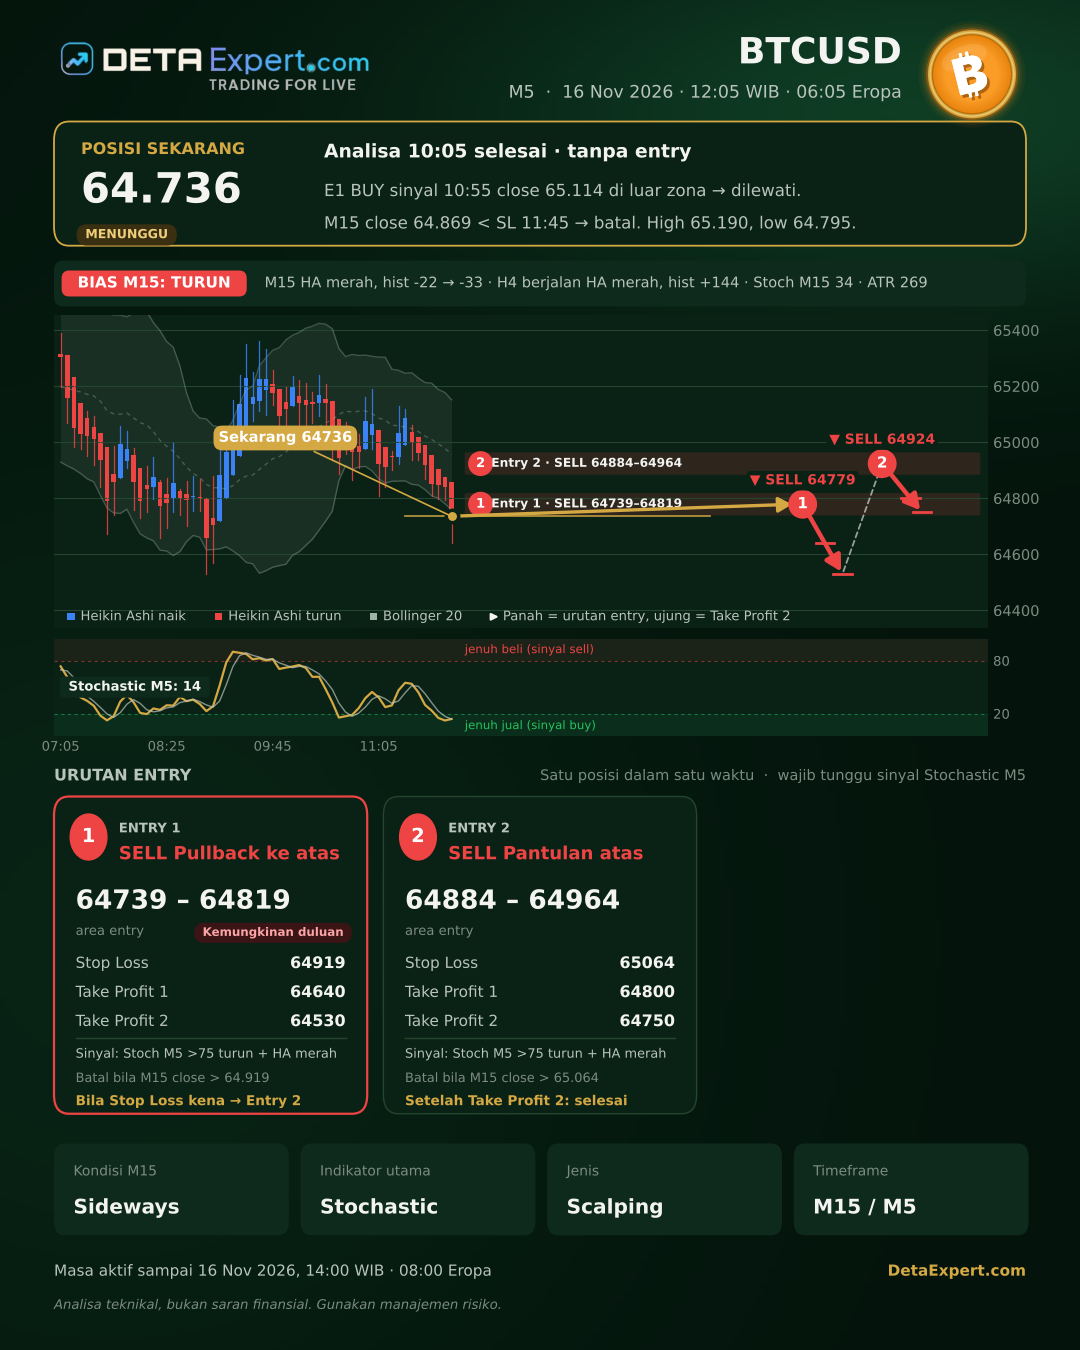 DETA Expert.com
TRADING FOR LIVE
BTCUSD
M5 · 16 Nov 2026 · 12:05 WIB · 06:05 Eropa
POSISI SEKARANG
64.736
MENUNGGU
Analisa 10:05 selesai · tanpa entry
E1 BUY sinyal 10:55 close 65.114 di luar zona → dilewati.
M15 close 64.869 < SL 11:45 → batal. High 65.190, low 64.795.
BIAS M15: TURUN
M15 HA merah, hist -22 → -33 · H4 berjalan HA merah, hist +144 · Stoch M15 34 · ATR 269
65400
65200
65000
64800
64600
64400
Sekarang 64736
▼ SELL 64924
2
2 Entry 2 · SELL 64884–64964
▼ SELL 64779
1
1 Entry 1 · SELL 64739–64819
Heikin Ashi naik
Heikin Ashi turun
Bollinger 20
Panah = urutan entry, ujung = Take Profit 2
jenuh beli (sinyal sell)
80
Stochastic M5: 14
20
jenuh jual (sinyal buy)
07:05 08:25 09:45 11:05
URUTAN ENTRY
Satu posisi dalam satu waktu · wajib tunggu sinyal Stochastic M5
1
ENTRY 1
SELL Pullback ke atas
64739 – 64819
area entry
Kemungkinan duluan
Stop Loss 64919
Take Profit 1 64640
Take Profit 2 64530
Sinyal: Stoch M5 >75 turun + HA merah
Batal bila M15 close > 64.919
Bila Stop Loss kena → Entry 2
2
ENTRY 2
SELL Pantulan atas
64884 – 64964
area entry
Stop Loss 65064
Take Profit 1 64800
Take Profit 2 64750
Sinyal: Stoch M5 >75 turun + HA merah
Batal bila M15 close > 65.064
Setelah Take Profit 2: selesai
Kondisi M15
Sideways
Indikator utama
Stochastic
Jenis
Scalping
Timeframe
M15 / M5
Masa aktif sampai 16 Nov 2026, 14:00 WIB · 08:00 Eropa
DetaExpert.com
Analisa teknikal, bukan saran finansial. Gunakan manajemen risiko.